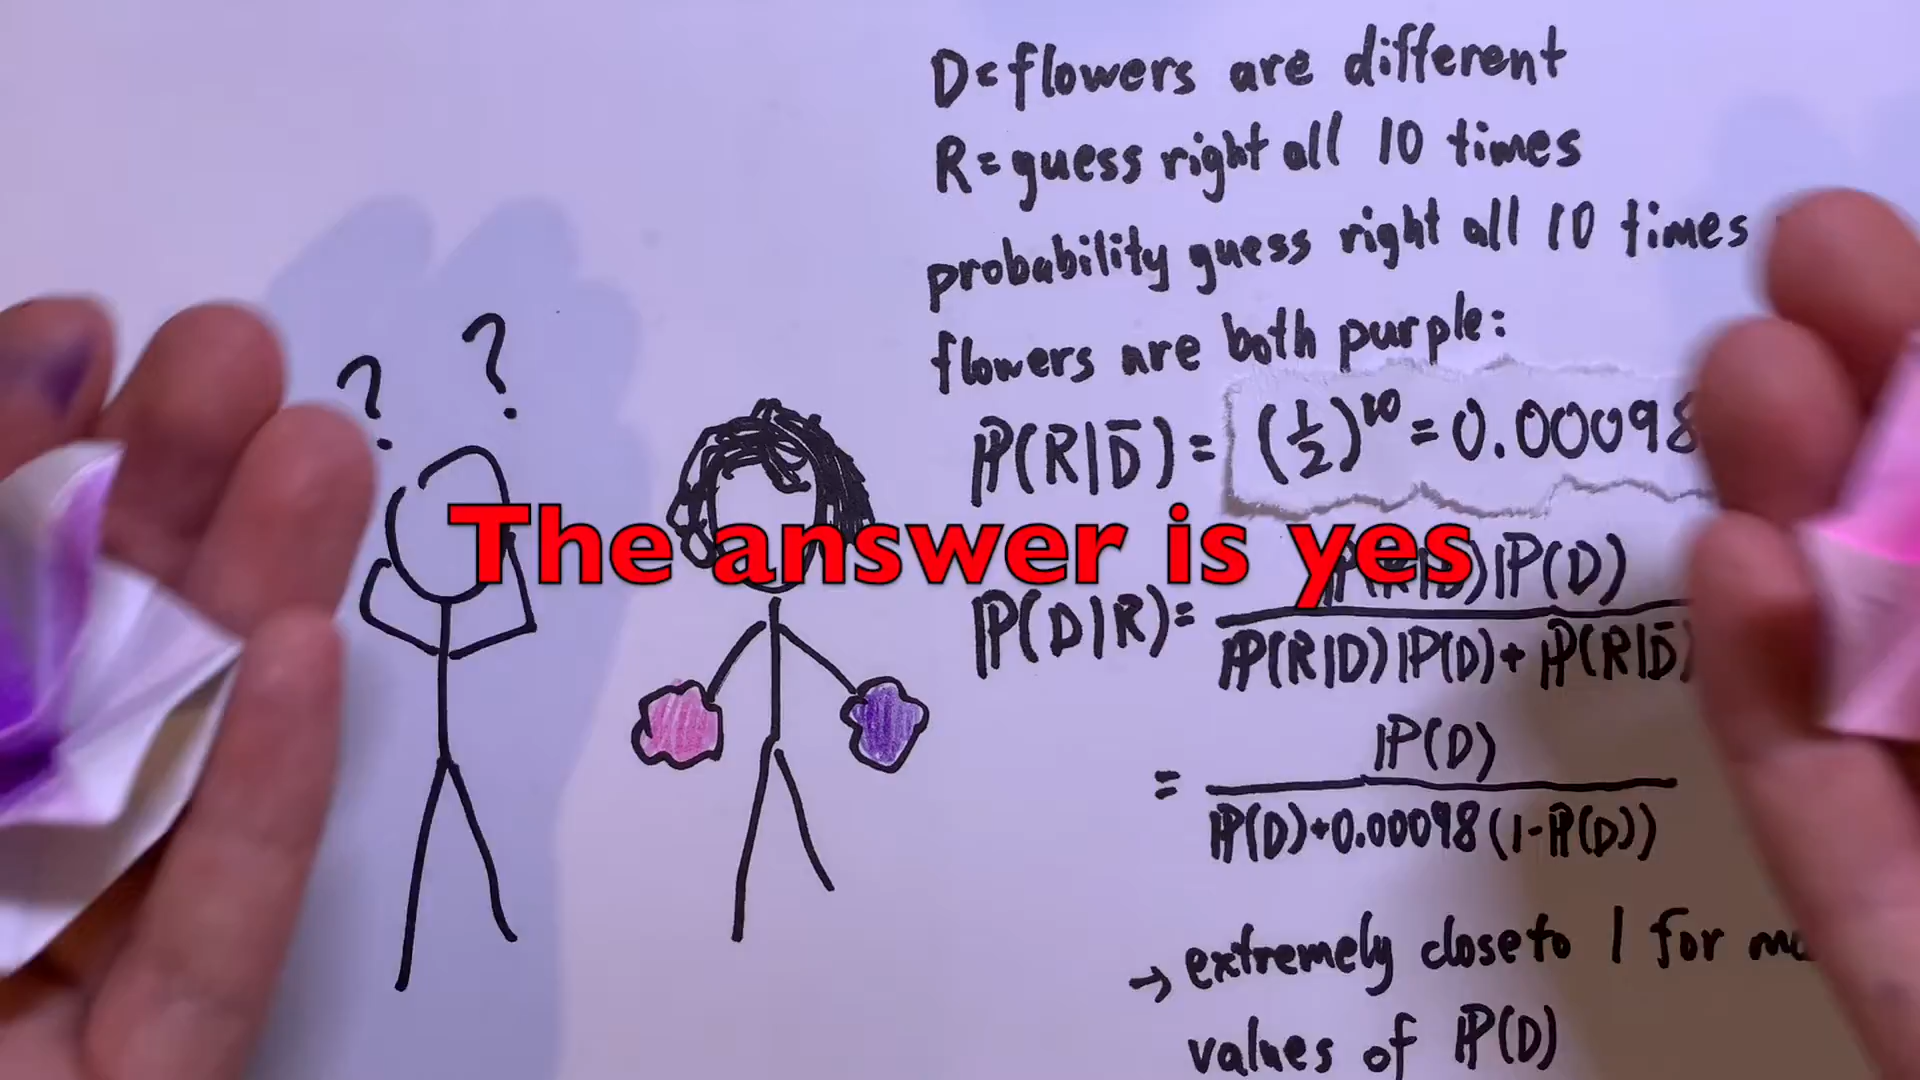 D=flowers are different
R=guess right all 10 times
probability guess right all 10 times
flowers are both purple:
? ?
P(R|D̄)= (1/2)^10 = 0.00098
The answer is yes
P(D|R)= P(R|D)P(D) / P(R|D)P(D)+P(R|D̄)
= P(D) / P(D)+0.00098(1-P(D))
→ extremely close to 1 for
values of P(D)